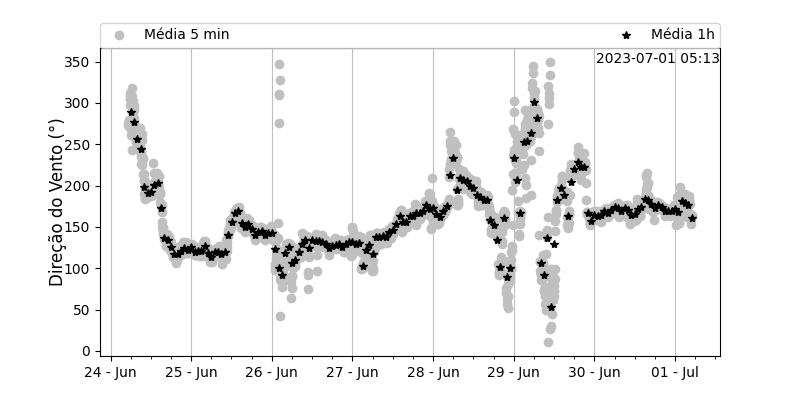 Média 5 min
Média 1h
2023-07-01 05:13
Direção do Vento (°)
350
300
250
200
150
100
50
0
24 - Jun
25 - Jun
26 - Jun
27 - Jun
28 - Jun
29 - Jun
30 - Jun
01 - Jul